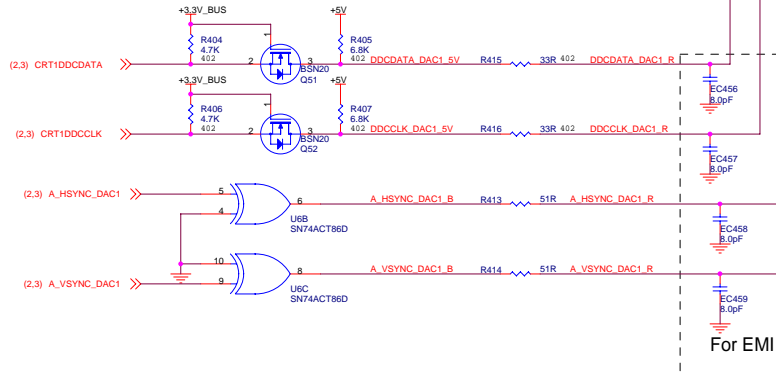 +3.3V_BUS
+5V
R404
4.7K
402
1
R405
6.8K
402
(2,3) CRT1DDCDATA
2
3
BSN20
Q51
DDCDATA_DAC1_5V
R415
33R
402
DDCDATA_DAC1_R
EC456
8.0pF
+3.3V_BUS
+5V
R406
4.7K
402
1
R407
6.8K
402
(2,3) CRT1DDCCLK
2
3
BSN20
Q52
DDCCLK_DAC1_5V
R416
33R
402
DDCCLK_DAC1_R
EC457
8.0pF
(2,3) A_HSYNC_DAC1
5
4
6
U6B
SN74ACT86D
A_HSYNC_DAC1_B
R413
51R
A_HSYNC_DAC1_R
EC458
8.0pF
(2,3) A_VSYNC_DAC1
10
9
8
U6C
SN74ACT86D
A_VSYNC_DAC1_B
R414
51R
A_VSYNC_DAC1_R
EC459
8.0pF
For EMI